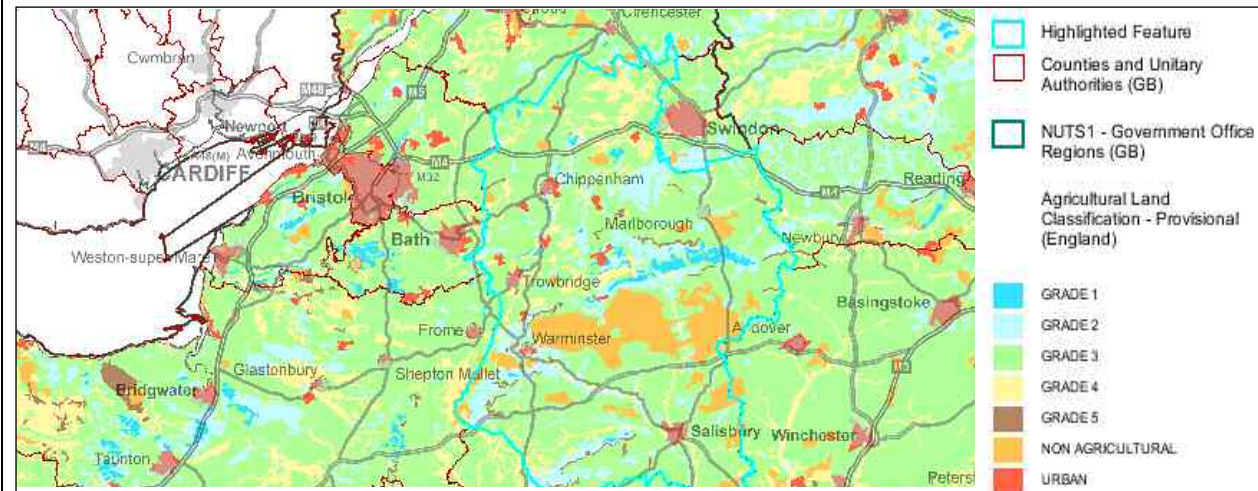 Cirencester
Cwmbran
M48
M5
Newport
Swindon
Avonmouth
M4
CARDIFF
M32
Chippenham
M4
Reading
Bristol
Marlborough
Bath
Newbury
Weston-super-Mare
Trowbridge
Basingstoke
Frome
Warminster
Andover
Glastonbury
Shepton Mallet
Bridgwater
Salisbury
Winchester
Taunton
Petersf
Highlighted Feature
Counties and Unitary
Authorities (GB)
NUTS1 - Government Office
Regions (GB)
Agricultural Land
Classification - Provisional
(England)
GRADE 1
GRADE 2
GRADE 3
GRADE 4
GRADE 5
NON AGRICULTURAL
URBAN